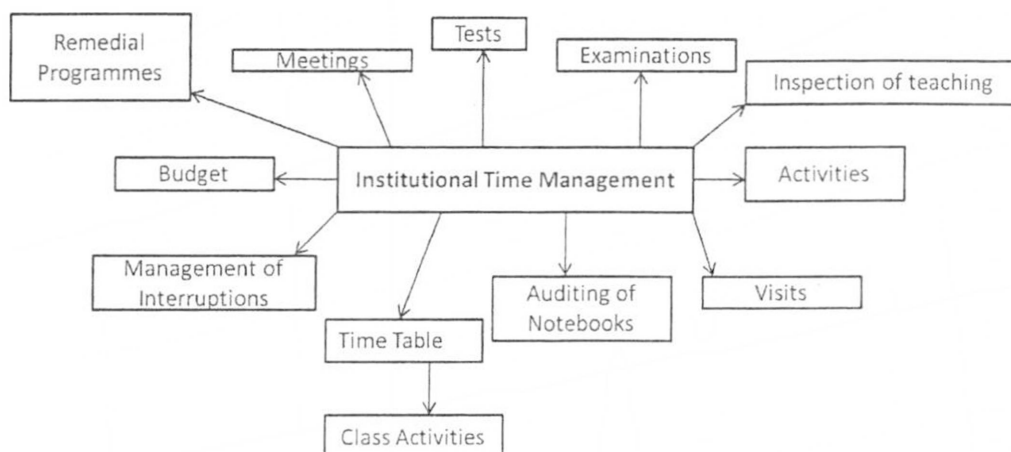 Tests
Remedial
Programmes
Meetings
Examinations
Inspection of teaching
Budget
Institutional Time Management
Activities
Management of
Interruptions
Auditing of
Notebooks
Visits
Time Table
Class Activities